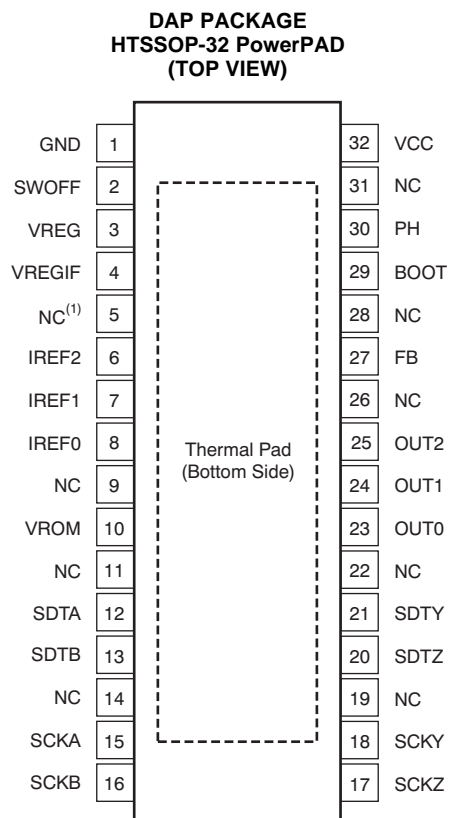 DAP PACKAGE
HTSSOP-32 PowerPAD
(TOP VIEW)
GND 1 32 VCC
SWOFF 2 31 NC
VREG 3 30 PH
VREGIF 4 29 BOOT
NC(1) 5 28 NC
IREF2 6 27 FB
IREF1 7 26 NC
IREF0 8 25 OUT2
Thermal Pad
(Bottom Side)
NC 9 24 OUT1
VROM 10 23 OUT0
NC 11 22 NC
SDTA 12 21 SDTY
SDTB 13 20 SDTZ
NC 14 19 NC
SCKA 15 18 SCKY
SCKB 16 17 SCKZ